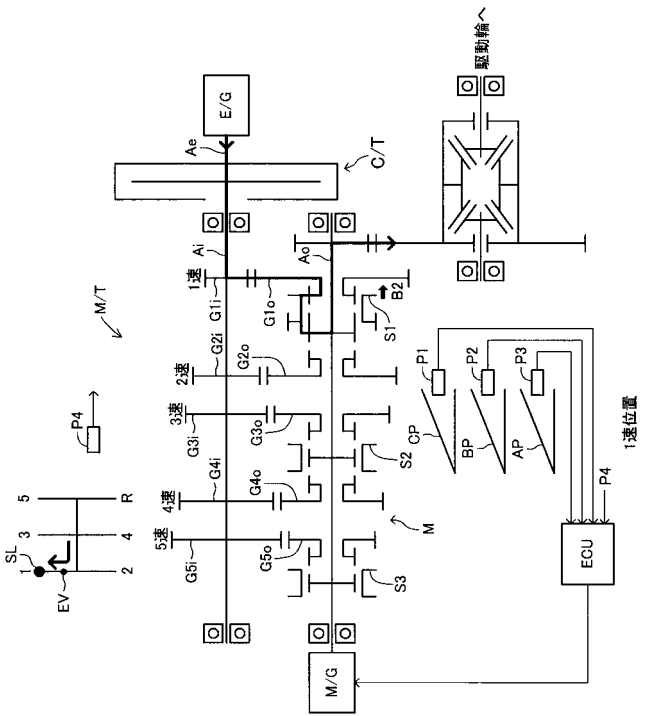 1 3 5
2 4 R
SL
EV
P4
M/T
E/G
Ae
C/T
Ai
Ao
1速
2速
3速
4速
5速
G1i
G2i
G3i
G4i
G5i
G1o
G2o
G3o
G4o
G5o
B2
S1
S2
S3
M
M/G
駆動輪へ
CP
BP
AP
P1
P2
P3
P4
ECU
1速位置